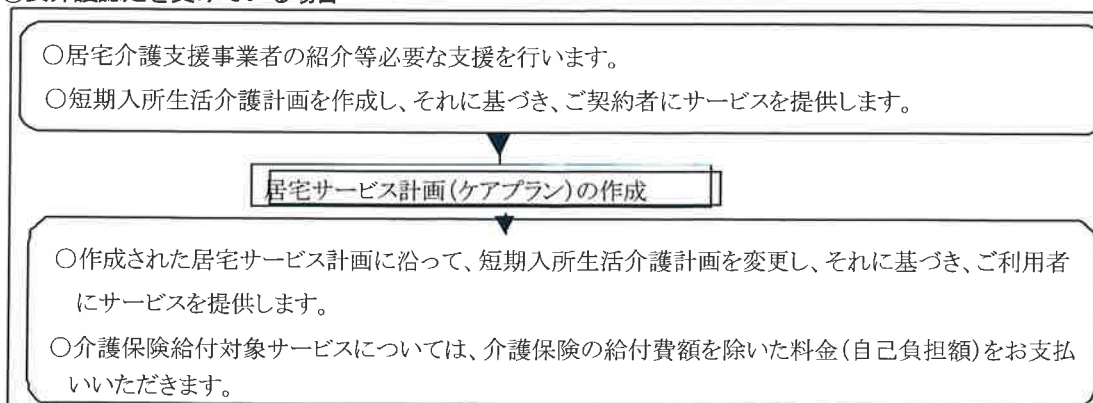 ○居宅介護支援事業者の紹介等必要な支援を行います。
○短期入所生活介護計画を作成し、それに基づき、ご契約者にサービスを提供します。
居宅サービス計画(ケアプラン)の作成
○作成された居宅サービス計画に沿って、短期入所生活介護計画を変更し、それに基づき、ご利用者
にサービスを提供します。
○介護保険給付対象サービスについては、介護保険の給付費額を除いた料金(自己負担額)をお支払
いいただきます。